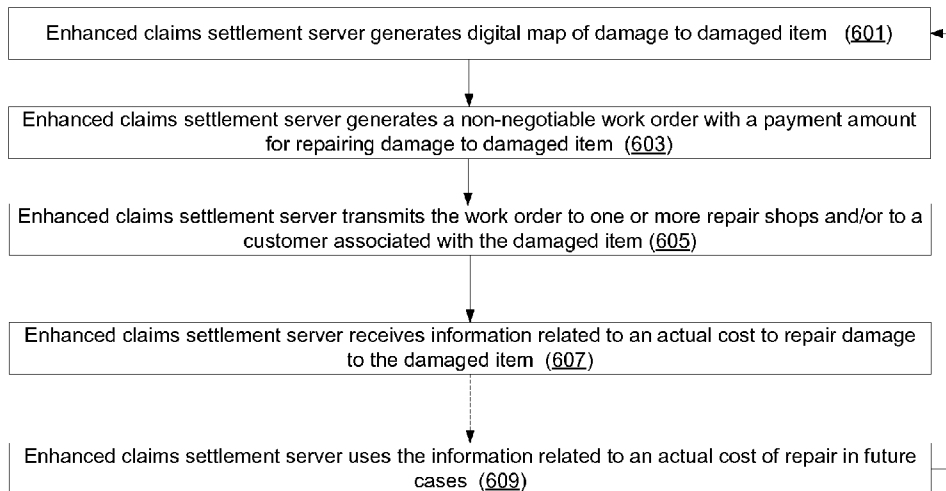 Enhanced claims settlement server generates digital map of damage to damaged item (601)
Enhanced claims settlement server generates a non-negotiable work order with a payment amount
for repairing damage to damaged item (603)
Enhanced claims settlement server transmits the work order to one or more repair shops and/or to a
customer associated with the damaged item (605)
Enhanced claims settlement server receives information related to an actual cost to repair damage
to the damaged item (607)
Enhanced claims settlement server uses the information related to an actual cost of repair in future
cases (609)